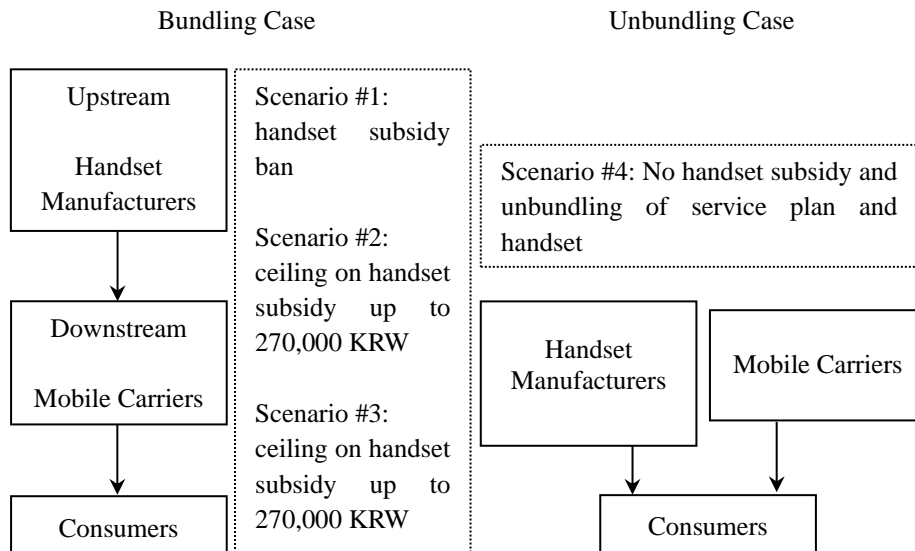 Bundling Case
Unbundling Case
Upstream
Handset
Manufacturers
Downstream
Mobile Carriers
Consumers
Scenario #1:
handset subsidy
ban
Scenario #2:
ceiling on handset
subsidy up to
270,000 KRW
Scenario #3:
ceiling on handset
subsidy up to
270,000 KRW
Scenario #4: No handset subsidy and
unbundling of service plan and
handset
Handset
Manufacturers
Mobile Carriers
Consumers